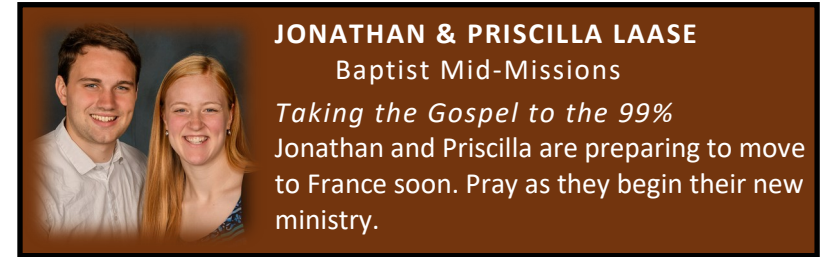 JONATHAN & PRISCILLA LAASE
Baptist Mid-Missions
Taking the Gospel to the 99%
Jonathan and Priscilla are preparing to move
to France soon. Pray as they begin their new
ministry.